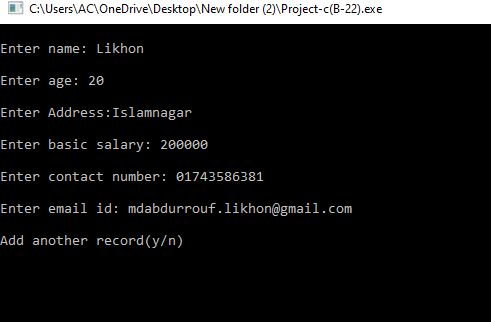 C:\Users\AC\OneDrive\Desktop\New folder (2)\Project-c(B-22).exe
Enter name: Likhon
Enter age: 20
Enter Address:Islamnagar
Enter basic salary: 200000
Enter contact number: 01743586381
Enter email id: mdabdurrouf.likhon@gmail.com
Add another record(y/n)